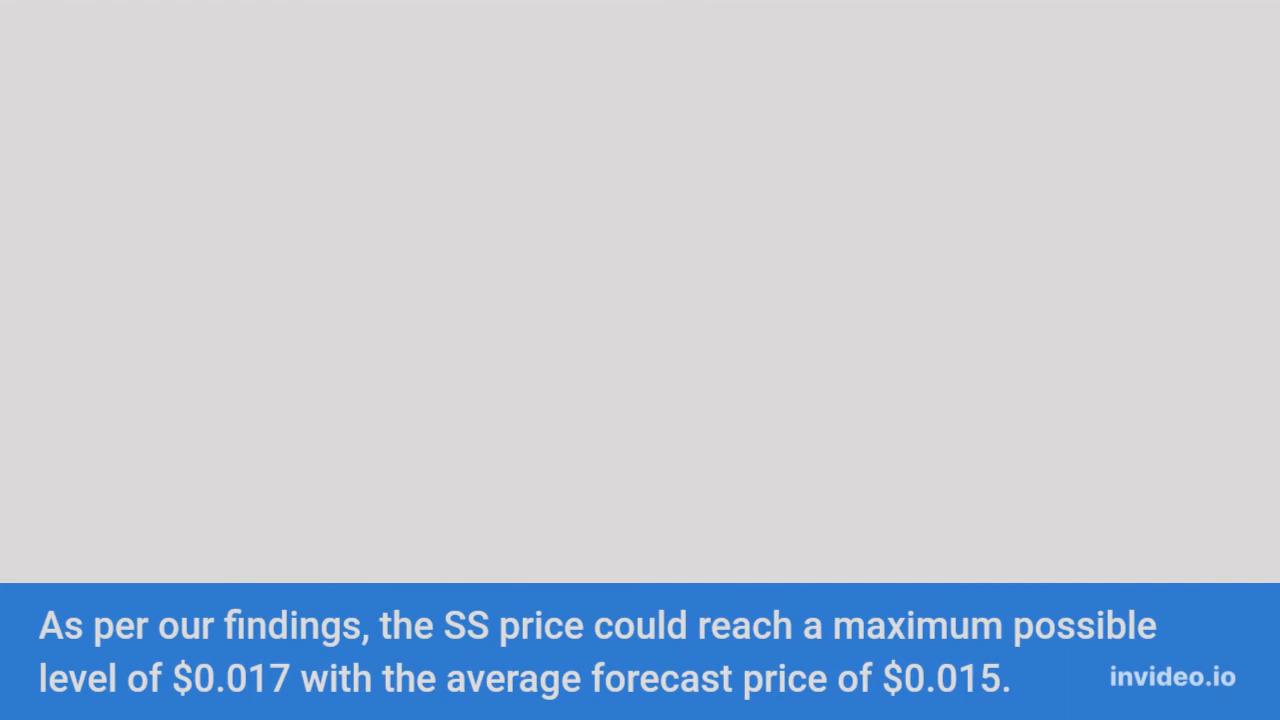 As per our findings, the SS price could reach a maximum possible
level of $0.017 with the average forecast price of $0.015.
invideo.io